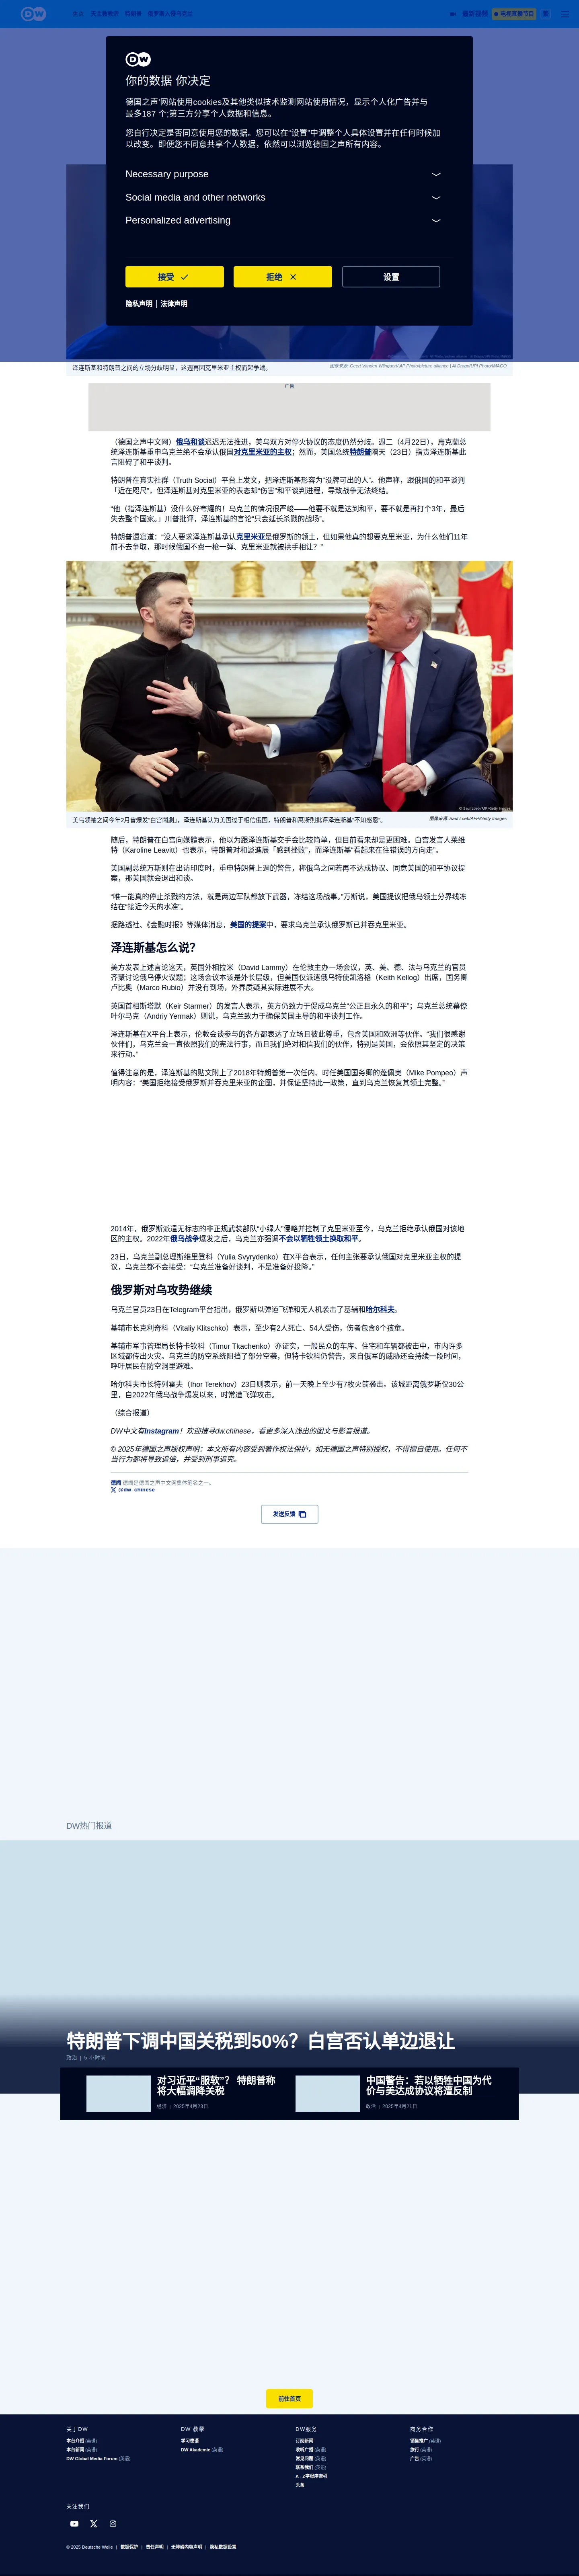 最新视频
电视直播节目
繁
DW
你的数据 你决定
德国之声‘网站使用cookies及其他类似技术监测网站使用情况，显示个人化广告并与
最多187 个;第三方分享个人数据和信息。
您自行决定是否同意使用您的数据。您可以在“设置”中调整个人具体设置并在任何时候加
以改变。即便您不同意共享个人数据，依然可以浏览德国之声所有内容。
Necessary purpose
Social media and other networks
Personalized advertising
接受
拒绝
设置
隐私声明 | 法律声明
泽连斯基和特朗普之间的立场分歧明显，这週再因克里米亚主权而起争端。
图像来源: Geert Vanden Wijngaert/ AP Photo/picture alliance | Al Drago/UPI Photo/IMAGO
广告
（德国之声中文网）俄乌和谈迟迟无法推进，美乌双方对停火协议的态度仍然分歧。週二（4月22日），烏克蘭总
统泽连斯基重申乌克兰绝不会承认俄国对克里米亚的主权；然而，美国总统特朗普隔天（23日）指责泽连斯基此
言阻碍了和平谈判。
特朗普在真实社群（Truth Social）平台上发文，把泽连斯基形容为“没牌可出的人”。他声称，跟俄国的和平谈判
「近在咫尺”，但泽连斯基对克里米亚的表态却“伤害”和平谈判进程，导致战争无法终结。
“他（指泽连斯基）没什么好夸耀的！乌克兰的情况很严峻——他要不就是达到和平，要不就是再打个3年，最后
失去整个国家。」川普批评，泽连斯基的言论“只会延长杀戮的战场”。
特朗普還寫道：“没人要求泽连斯基承认克里米亚是俄罗斯的领土，但如果他真的想要克里米亚，为什么他们11年
前不去争取，那时候俄国不费一枪一弹、克里米亚就被拱手相让？”
© Saul Loeb/AFP/Getty Images
美乌领袖之间今年2月曾爆发“白宫鬧劇」，泽连斯基认为美国过于相信俄国，特朗普和萬斯則批评泽连斯基“不知感恩”。
图像来源: Saul Loeb/AFP/Getty Images
随后，特朗普在白宫向媒體表示，他以为跟泽连斯基交手会比较简单，但目前看来却是更困难。白宫发言人莱维
特（Karoline Leavitt）也表示，特朗普对和談進展「感到挫败”，而泽连斯基“看起来在往错误的方向走”。
美国副总统万斯则在出访印度时，重申特朗普上週的警告，称俄乌之间若再不达成协议、同意美国的和平协议提
案，那美国就会退出和谈。
“唯一能真的停止杀戮的方法，就是两边军队都放下武器，冻结这场战事。”万斯说，美国提议把俄乌领土分界线冻
结在“接近今天的水准”。
据路透社、《金融时报》等媒体消息，美国的提案中，要求乌克兰承认俄罗斯已并吞克里米亚。
泽连斯基怎么说？
美方发表上述言论这天，英国外相拉米（David Lammy）在伦敦主办一场会议，英、美、德、法与乌克兰的官员
齐聚讨论俄乌停火议题；这场会议本该是外长层级，但美国仅派遣俄乌特使凯洛格（Keith Kellog）出席，国务卿
卢比奥（Marco Rubio）并没有到场，外界质疑其实际进展不大。
英国首相斯塔默（Keir Starmer）的发言人表示，英方仍致力于促成乌克兰“公正且永久的和平”；乌克兰总统幕僚
叶尔马克（Andriy Yermak）则说，乌克兰致力于确保美国主导的和平谈判工作。
泽连斯基在X平台上表示，伦敦会谈参与的各方都表达了立场且彼此尊重，包含美国和欧洲等伙伴。“我们很感谢
伙伴们，乌克兰会一直依照我们的宪法行事，而且我们绝对相信我们的伙伴，特别是美国，会依照其坚定的决策
来行动。”
值得注意的是，泽连斯基的贴文附上了2018年特朗普第一次任内、时任美国国务卿的蓬佩奥（Mike Pompeo）声
明内容：“美国拒绝接受俄罗斯并吞克里米亚的企图，并保证坚持此一政策，直到乌克兰恢复其领土完整。”
2014年，俄罗斯派遣无标志的非正规武装部队“小绿人”侵略并控制了克里米亚至今，乌克兰拒绝承认俄国对该地
区的主权。2022年俄乌战争爆发之后，乌克兰亦强调不会以牺牲领土换取和平。
23日，乌克兰副总理斯维里登科（Yulia Svyrydenko）在X平台表示，任何主张要承认俄国对克里米亚主权的提
议，乌克兰都不会接受：“乌克兰准备好谈判，不是准备好投降。”
俄罗斯对乌攻势继续
乌克兰官员23日在Telegram平台指出，俄罗斯以弹道飞弹和无人机袭击了基辅和哈尔科夫。
基辅市长克利奇科（Vitaliy Klitschko）表示，至少有2人死亡、54人受伤，伤者包含6个孩童。
基辅市军事管理局长特卡钦科（Timur Tkachenko）亦证实，一般民众的车库、住宅和车辆都被击中，市内许多
区域都传出火灾。乌克兰的防空系统阻挡了部分空袭，但特卡钦科仍警告，来自俄军的威胁还会持续一段时间，
呼吁居民在防空洞里避难。
哈尔科夫市长特列霍夫（Ihor Terekhov）23日则表示，前一天晚上至少有7枚火箭袭击。该城距离俄罗斯仅30公
里，自2022年俄乌战争爆发以来，时常遭飞弹攻击。
（综合报道）
DW中文有Instagram！欢迎搜寻dw.chinese，看更多深入浅出的图文与影音报道。
© 2025年德国之声版权声明：本文所有内容受到著作权法保护，如无德国之声特别授权，不得擅自使用。任何不
当行为都将导致追偿，并受到刑事追究。
德闻 德闻是德国之声中文网集体笔名之一。
@dw_chinese
发送反馈
DW热门报道
特朗普下调中国关税到50%？白宫否认单边退让
政治 | 6 小时前
对习近平“服软”？ 特朗普称
将大幅调降关税
经济 | 2025年4月23日
中国警告：若以牺牲中国为代
价与美达成协议将遭反制
政治 | 2025年4月21日
前往首页
关于DW
本台介绍 (英语)
本台新闻 (英语)
DW Global Media Forum (英语)
DW 教學
学习德语
DW Akademie (英语)
DW服务
订阅新闻
收听广播 (英语)
常见问题 (英语)
联系我们 (英语)
A - Z字母序索引
头条
商务合作
销售推广 (英语)
旅行 (英语)
广告 (英语)
关注我们
© 2025 Deutsche Welle | 数据保护 | 责任声明 | 无障碍内容声明 | 隐私数据设置